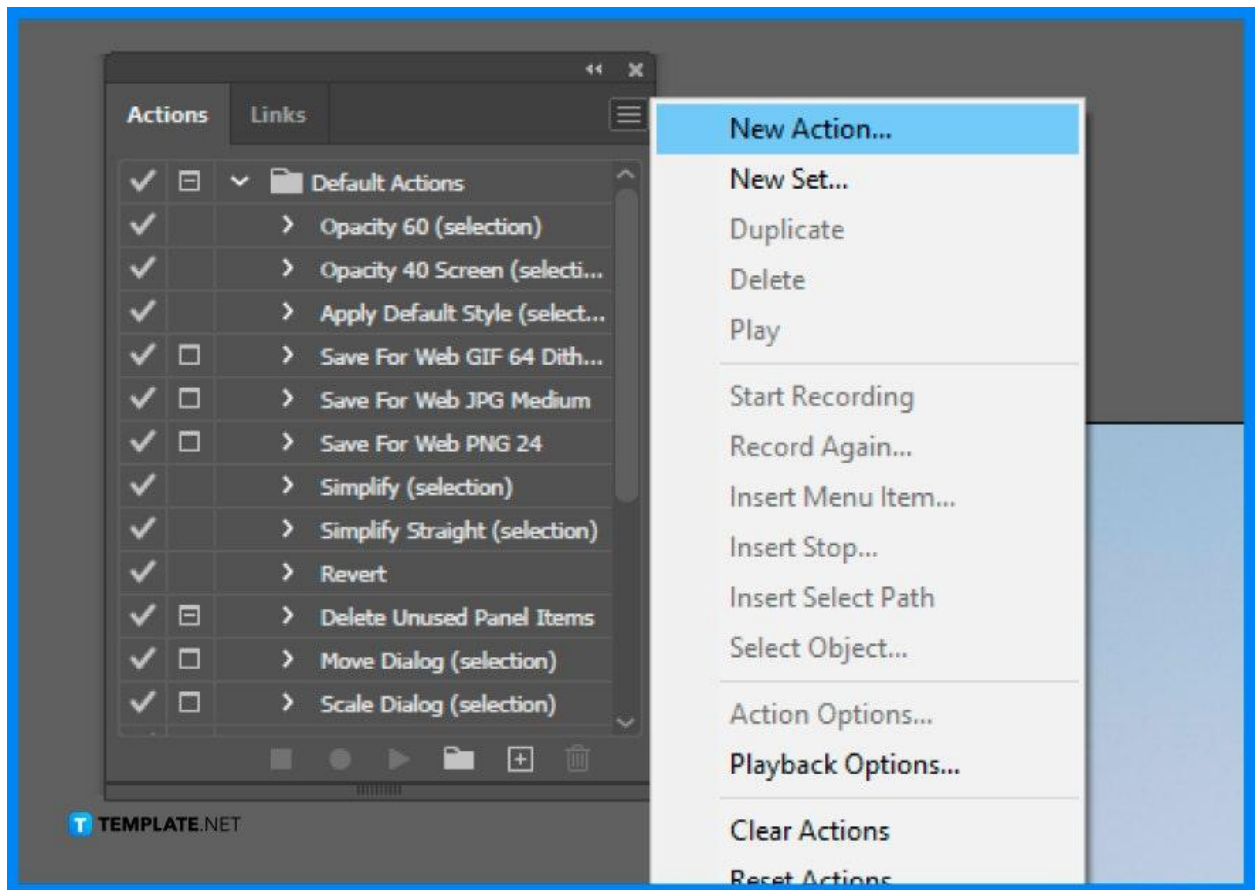 Actions Links
Default Actions
Opacity 60 (selection)
Opacity 40 Screen (selecti...
Apply Default Style (select...
Save For Web GIF 64 Dith...
Save For Web JPG Medium
Save For Web PNG 24
Simplify (selection)
Simplify Straight (selection)
Revert
Delete Unused Panel Items
Move Dialog (selection)
Scale Dialog (selection)
New Action...
New Set...
Duplicate
Delete
Play
Start Recording
Record Again...
Insert Menu Item...
Insert Stop...
Insert Select Path
Select Object...
Action Options...
Playback Options...
Clear Actions
Reset Actions
T TEMPLATE.NET